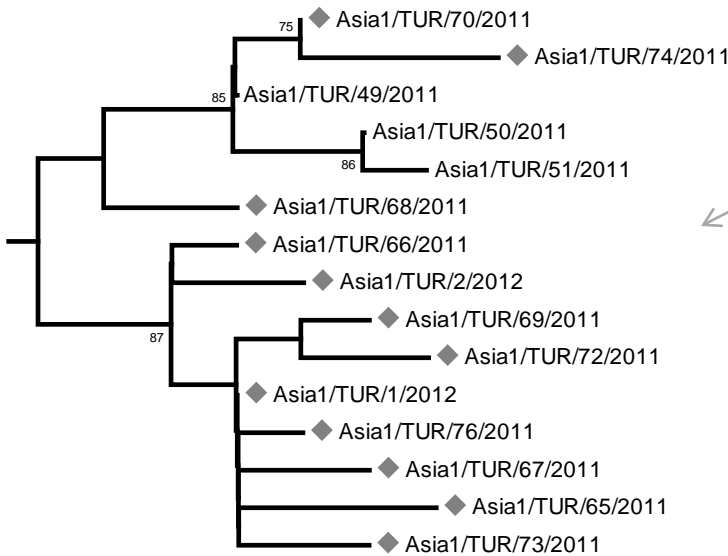 75
Asia1/TUR/70/2011
Asia1/TUR/74/2011
85
Asia1/TUR/49/2011
Asia1/TUR/50/2011
86
Asia1/TUR/51/2011
Asia1/TUR/68/2011
Asia1/TUR/66/2011
Asia1/TUR/2/2012
Asia1/TUR/69/2011
87
Asia1/TUR/72/2011
Asia1/TUR/1/2012
Asia1/TUR/76/2011
Asia1/TUR/67/2011
Asia1/TUR/65/2011
Asia1/TUR/73/2011